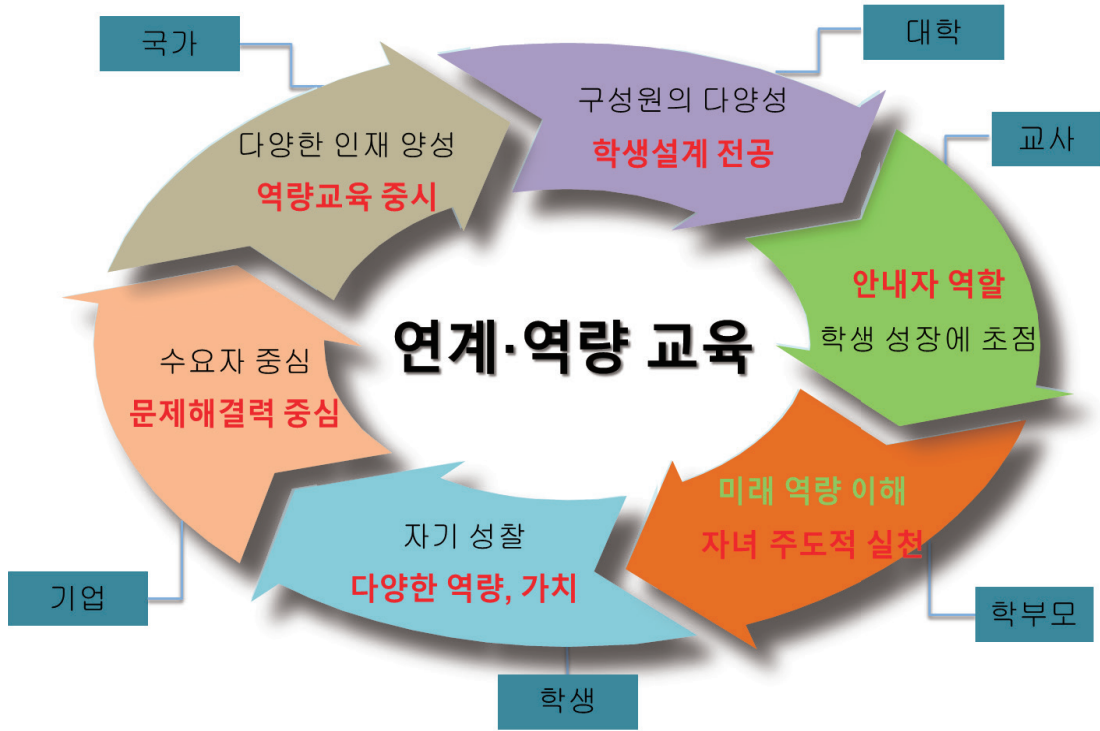 국가
대학
교사
다양한 인재 양성
역량교육 중시
구성원의 다양성
학생설계 전공
안내자 역할
학생 성장에 초점
연계·역량 교육
수요자 중심
문제해결력 중심
미래 역량 이해
자녀 주도적 실천
자기 성찰
다양한 역량, 가치
기업
학부모
학생